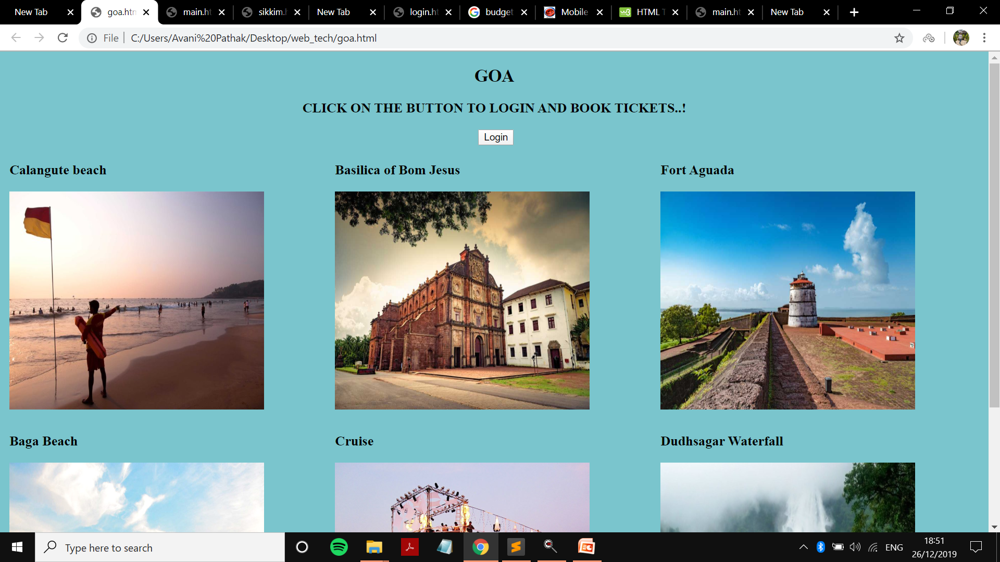 New Tab
goa.htm
main.ht
sikkim.h
New Tab
login.ht
budget
Mobile
HTML T
main.ht
New Tab
File
C:/Users/Avani%20Pathak/Desktop/web_tech/goa.html
GOA
CLICK ON THE BUTTON TO LOGIN AND BOOK TICKETS..!
Login
Calangute beach
Basilica of Bom Jesus
Fort Aguada
Baga Beach
Cruise
Dudhsagar Waterfall
Type here to search
ENG
18:51
26/12/2019